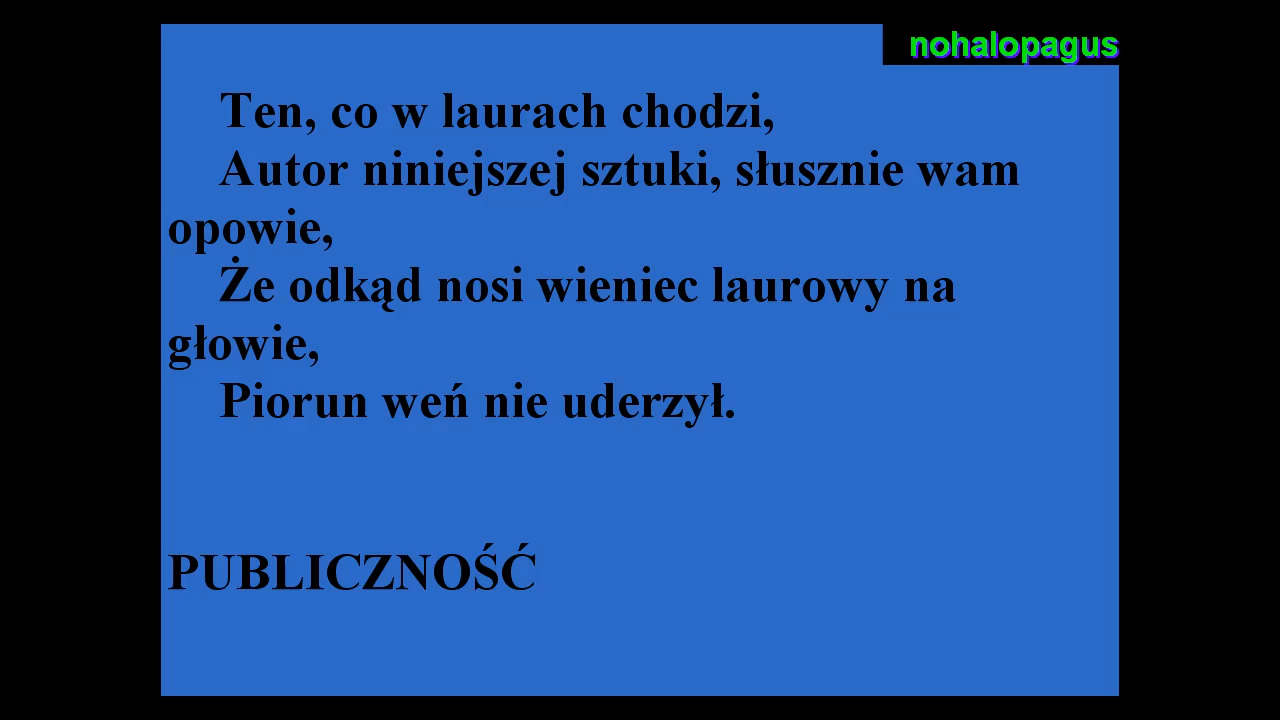 nohalopagus
Ten, co w laurach chodzi,
Autor niniejszej sztuki, słusznie wam
opowie,
Że odkąd nosi wieniec laurowy na
głowie,
Piorun weń nie uderzył.
PUBLICZNOŚĆ